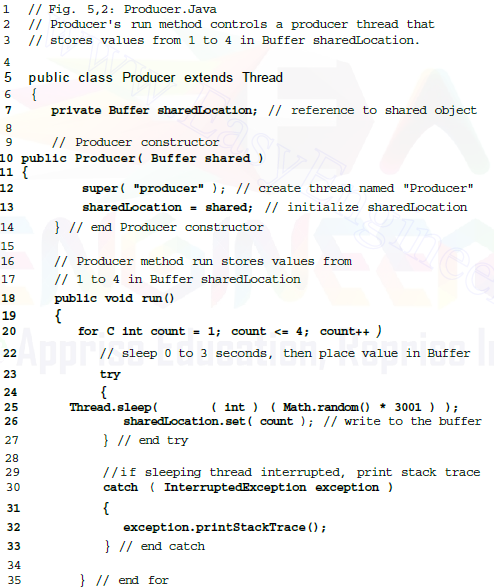 1 // Fig. 5,2: Producer.Java
2 // Producer's run method controls a producer thread that
3 // stores values from 1 to 4 in Buffer sharedLocation.
4
5 public class Producer extends Thread
6 {
7 private Buffer sharedLocation; // reference to shared object
8
9 // Producer constructor
10 public Producer( Buffer shared )
11 {
12 super( "producer" ); // create thread named "Producer"
13 sharedLocation = shared; // initialize sharedLocation
14 } // end Producer constructor
15
16 // Producer method run stores values from
17 // 1 to 4 in Buffer sharedLocation
18 public void run()
19 {
20 for C int count = 1; count <= 4; count++ )
22 // sleep 0 to 3 seconds, then place value in Buffer
23 try
24 {
25 Thread.sleep( ( int ) ( Math.random() * 3001 ) );
26 sharedLocation.set( count ); // write to the buffer
27 } // end try
28
29 //if sleeping thread interrupted, print stack trace
30 catch ( InterruptedException exception )
31 {
32 exception.printStackTrace();
33 } // end catch
34
35 } // end for